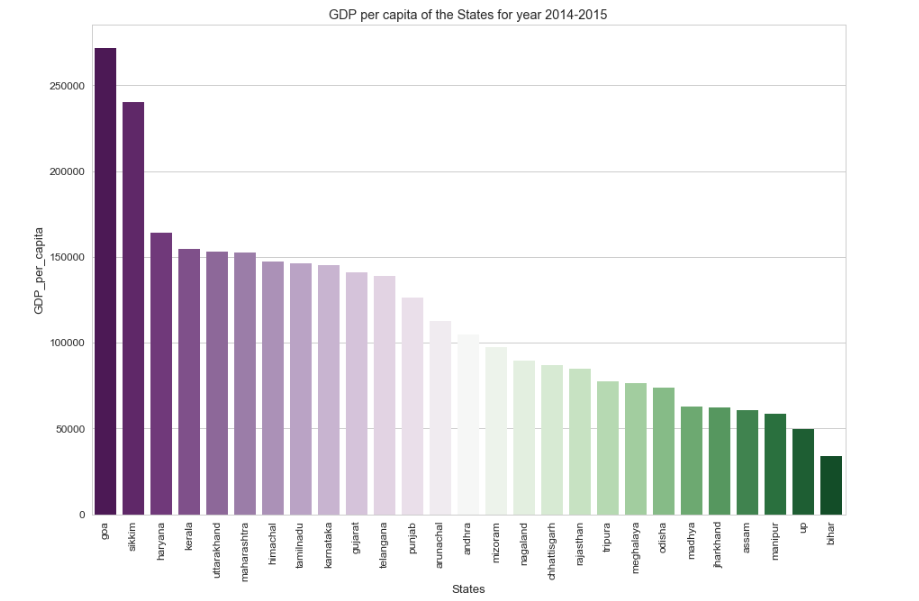 GDP per capita of the States for year 2014-2015
GDP_per_capita
250000
200000
150000
100000
50000
0
goa
sikkim
haryana
kerala
uttarakhand
maharashtra
himachal
tamilnadu
karnataka
gujarat
telangana
punjab
arunachal
andhra
mizoram
nagaland
chhattisgarh
rajasthan
tripura
meghalaya
odisha
madhya
jharkhand
assam
manipur
up
bihar
States